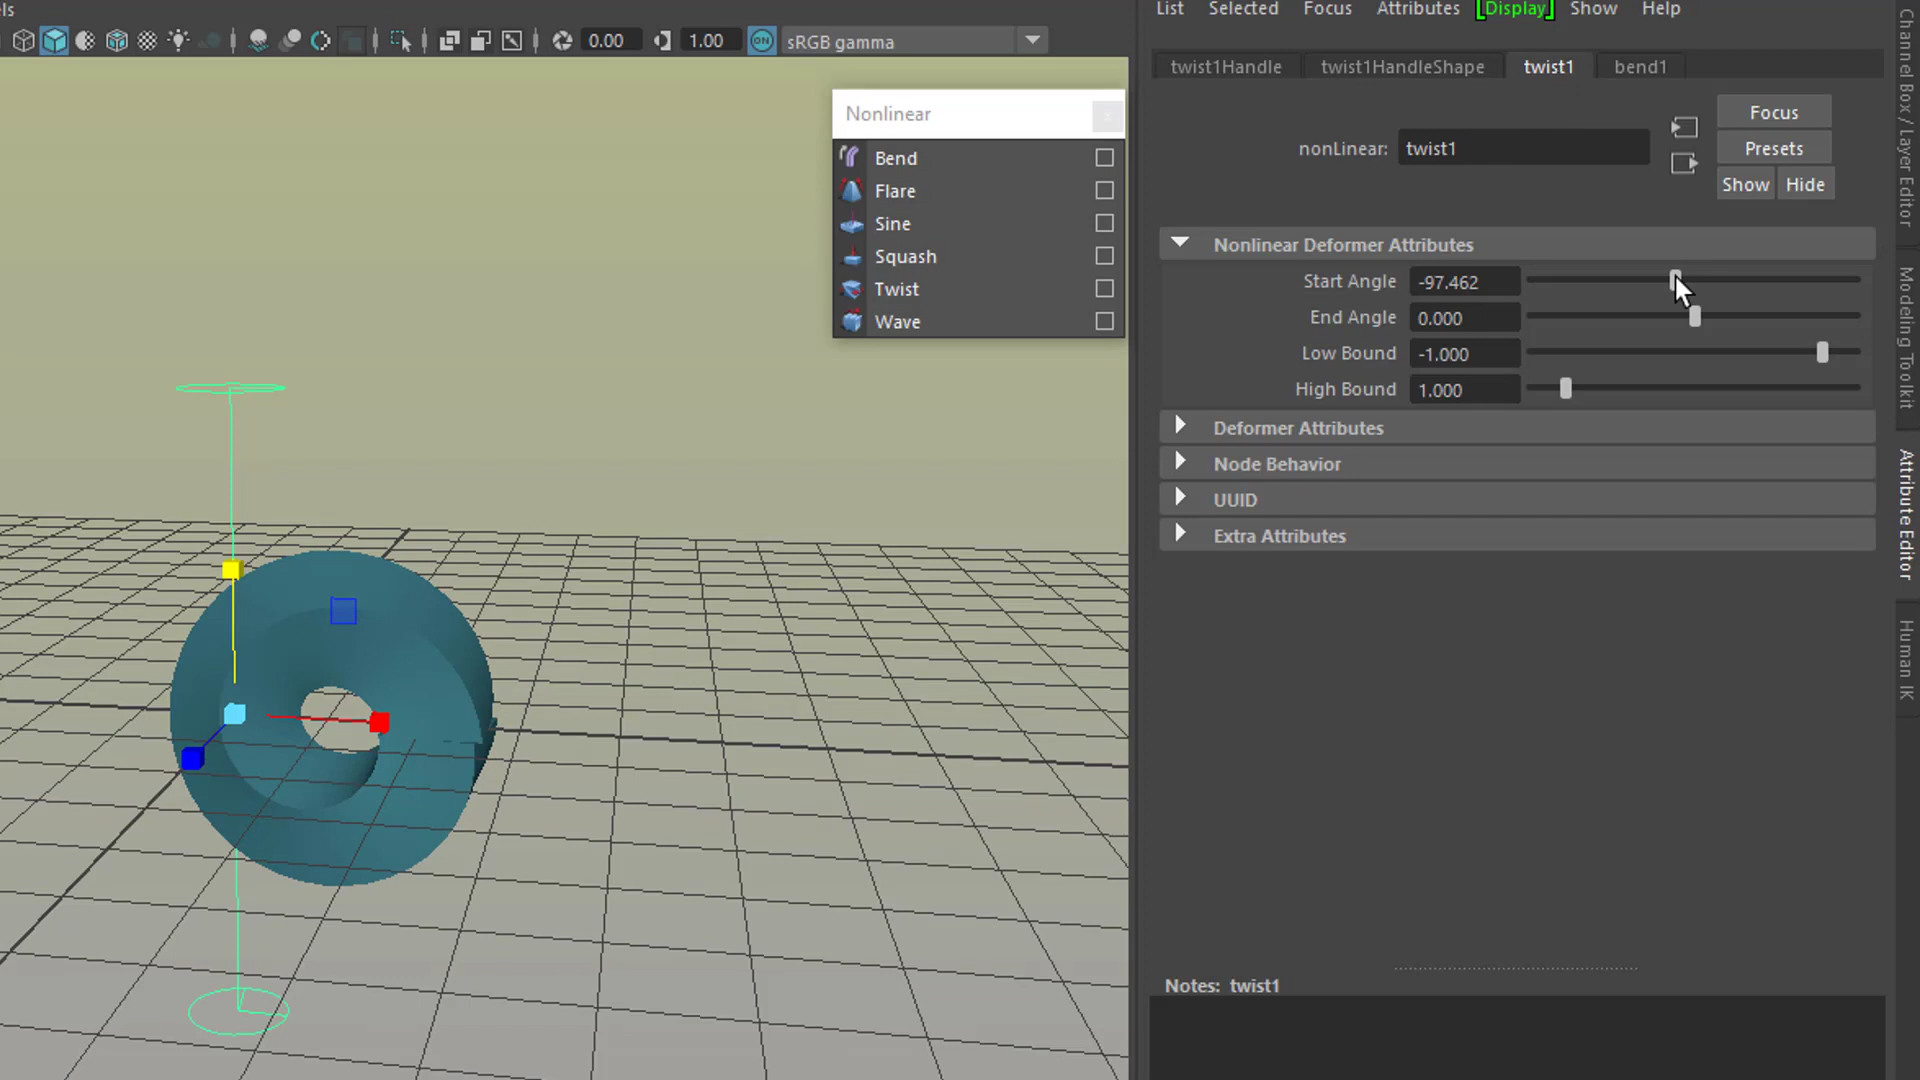 ls
List Selected Focus Attributes [Display] Show Help
0.00 1.00 ON sRGB gamma
twist1Handle twist1HandleShape twist1 bend1
Nonlinear
Bend
Flare
Sine
Squash
Twist
Wave
Focus
nonLinear: twist1 Presets
Show Hide
Nonlinear Deformer Attributes
Start Angle -97.462
End Angle 0.000
Low Bound -1.000
High Bound 1.000
Deformer Attributes
Node Behavior
UUID
Extra Attributes
Notes: twist1
Channel Box / Layer Editor
Modeling Toolkit
Attribute Editor
Human IK